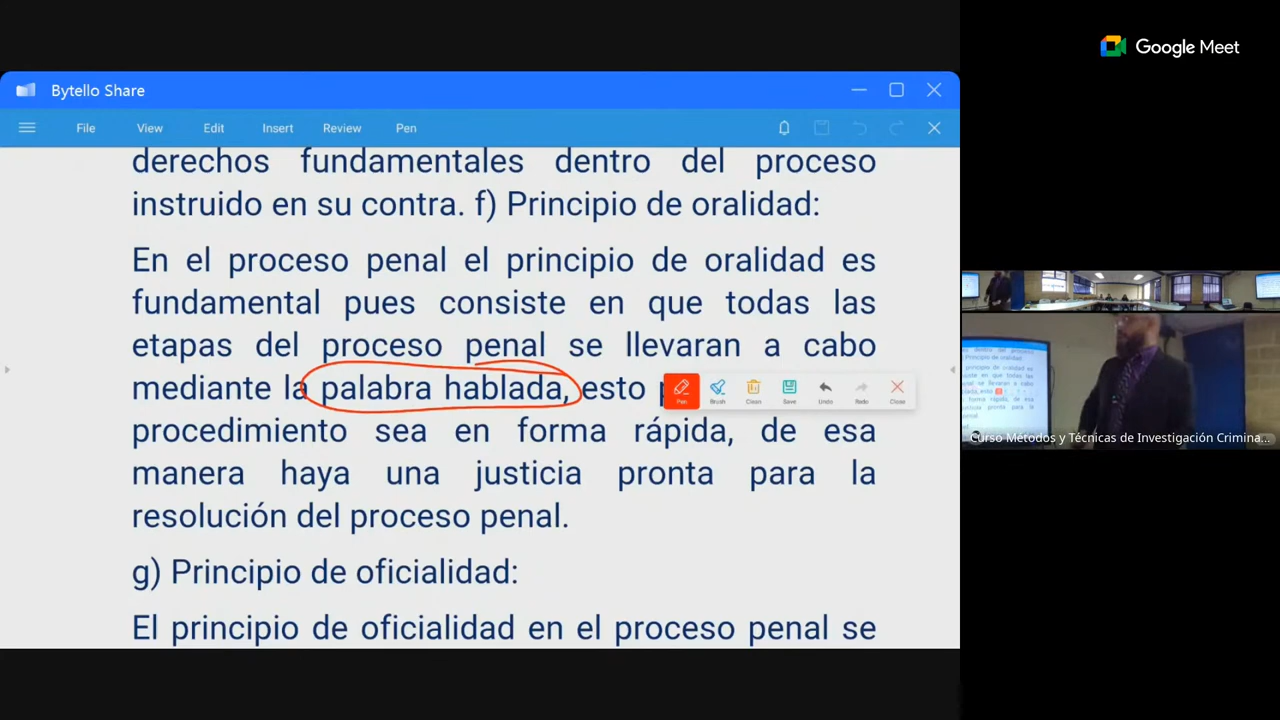 Google Meet
Bytello Share
File View Edit Insert Review Pen
derechos fundamentales dentro del proceso
instruido en su contra. f) Principio de oralidad:
En el proceso penal el principio de oralidad es
fundamental pues consiste en que todas las
etapas del proceso penal se llevaran a cabo
mediante la palabra hablada, esto
Pen Brush Clean Save Undo Redo Close
procedimiento sea en forma rápida, de esa
manera haya una justicia pronta para la
resolución del proceso penal.
g) Principio de oficialidad:
El principio de oficialidad en el proceso penal se
Curso Métodos y Técnicas de Investigación Crimina...